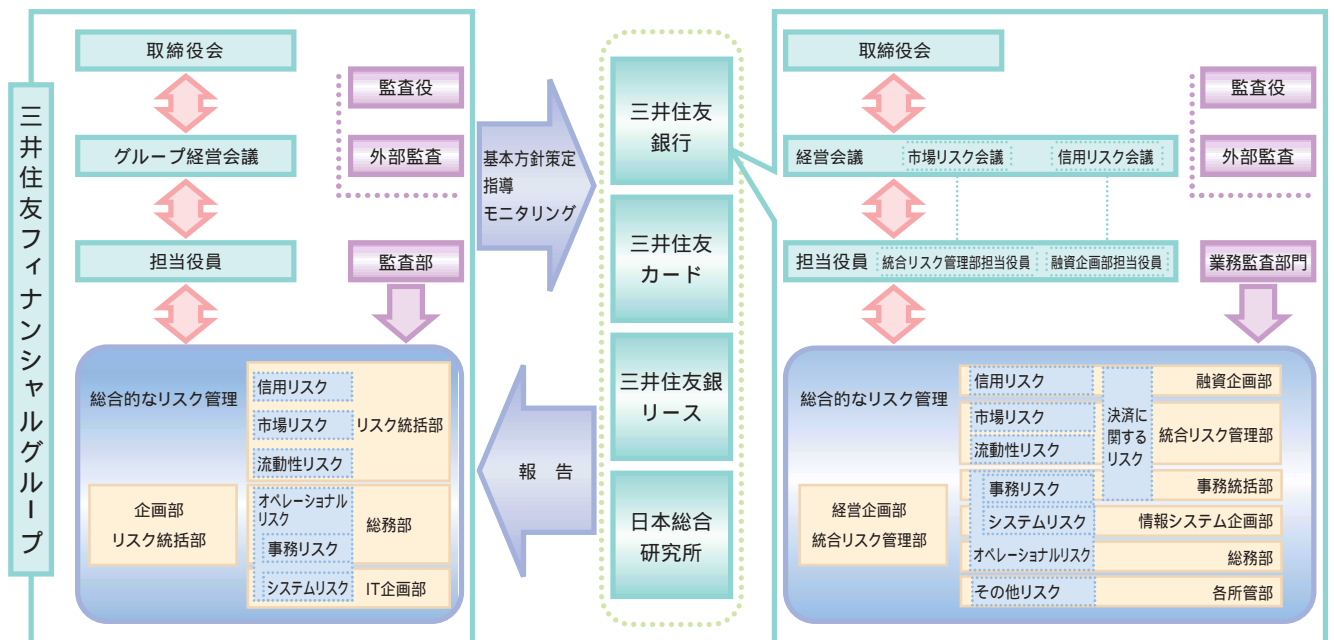 三井住友フィナンシャルグループ
取締役会
監査役
グループ経営会議
外部監査
担当役員
監査部
総合的なリスク管理
信用リスク
市場リスク
リスク統括部
流動性リスク
企画部
リスク統括部
オペレーショナル
リスク
総務部
事務リスク
システムリスク
IT企画部
基本方針策定
指導
モニタリング
報 告
三井住友
銀行
三井住友
カード
三井住友銀
リース
日本総合
研究所
取締役会
監査役
経営会議 市場リスク会議 信用リスク会議
外部監査
担当役員 統合リスク管理部担当役員 融資企画部担当役員
業務監査部門
総合的なリスク管理
信用リスク
融資企画部
市場リスク
決済に
関する
リスク
統合リスク管理部
流動性リスク
事務リスク
事務統括部
経営企画部
統合リスク管理部
システムリスク
情報システム企画部
オペレーショナルリスク
総務部
その他リスク
各所管部